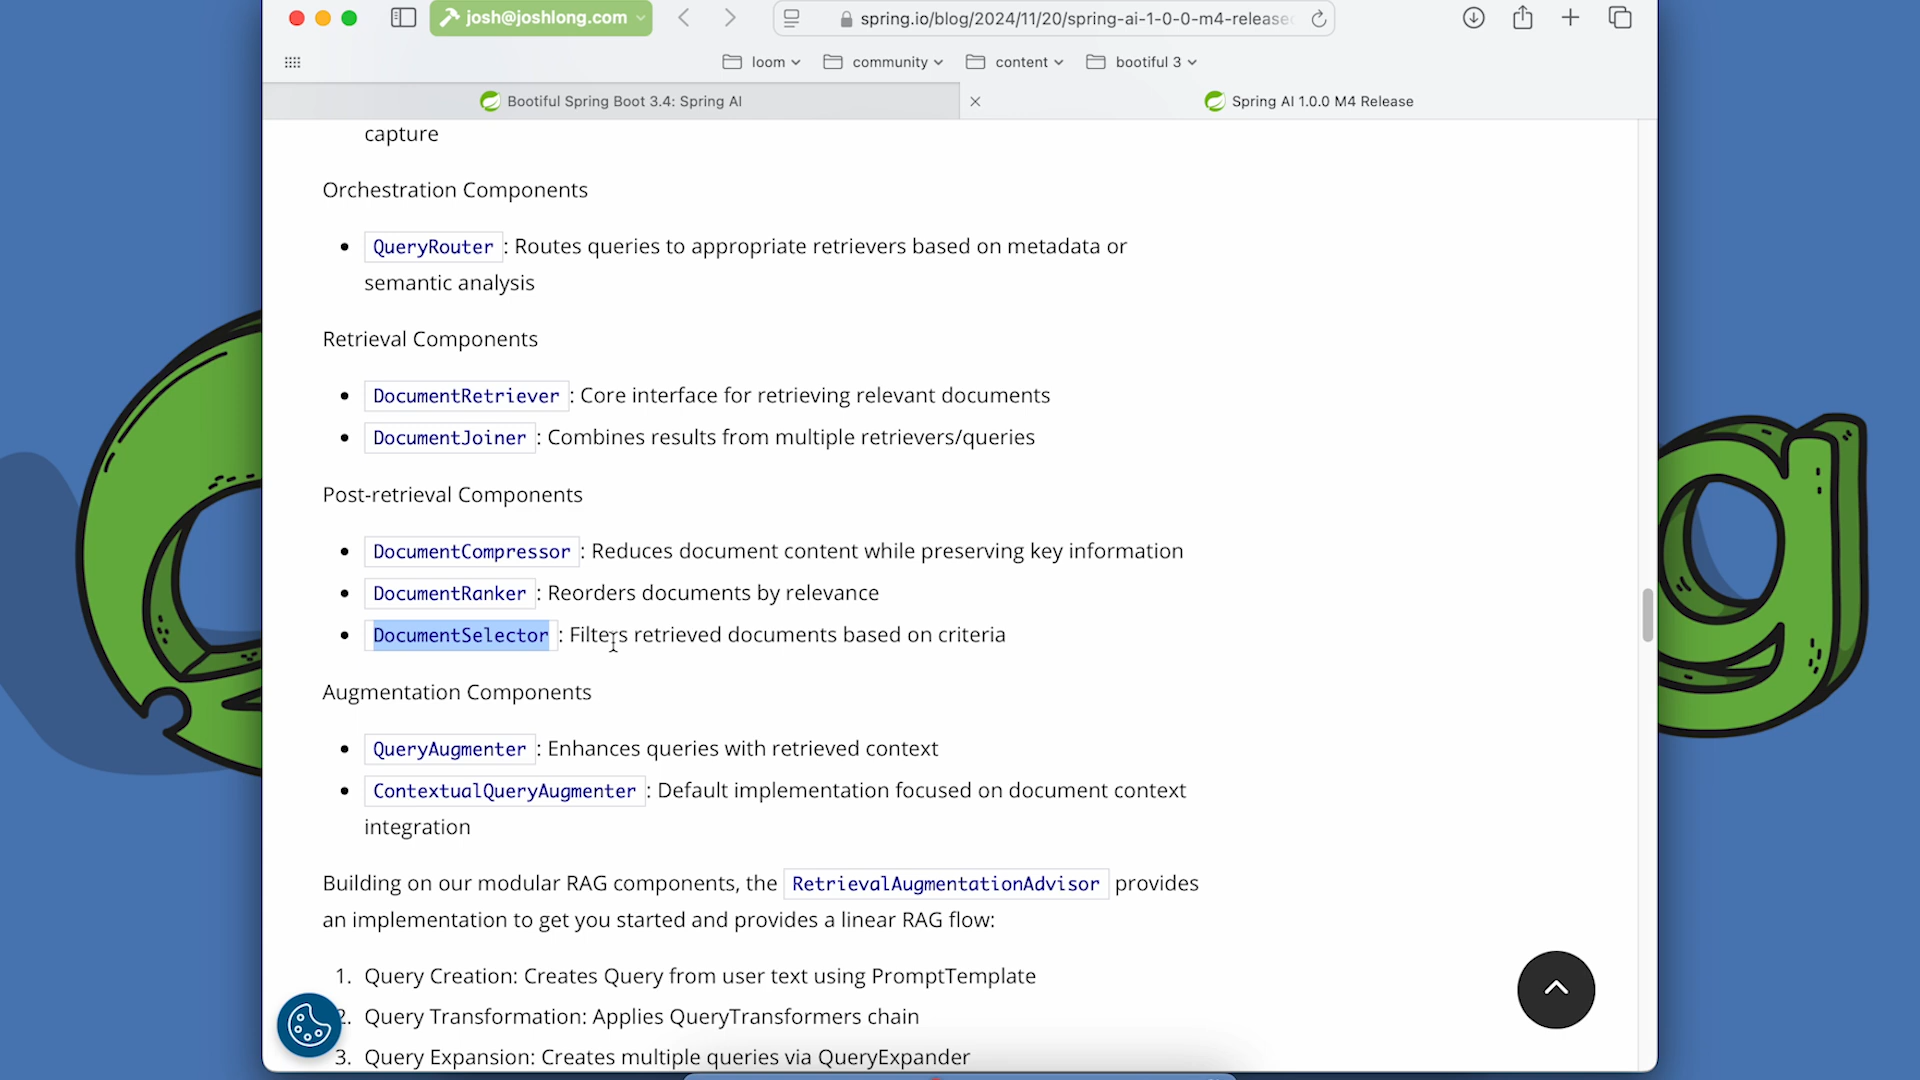 josh@joshlong.com
spring.io/blog/2024/11/20/spring-ai-1-0-0-m4-release
loom
community
content
bootiful 3
Bootiful Spring Boot 3.4: Spring AI
Spring AI 1.0.0 M4 Release
capture
Orchestration Components
QueryRouter : Routes queries to appropriate retrievers based on metadata or
semantic analysis
Retrieval Components
DocumentRetriever : Core interface for retrieving relevant documents
DocumentJoiner : Combines results from multiple retrievers/queries
Post-retrieval Components
DocumentCompressor : Reduces document content while preserving key information
DocumentRanker : Reorders documents by relevance
DocumentSelector : Filters retrieved documents based on criteria
Augmentation Components
QueryAugmenter : Enhances queries with retrieved context
ContextualQueryAugmenter : Default implementation focused on document context
integration
Building on our modular RAG components, the RetrievalAugmentationAdvisor provides
an implementation to get you started and provides a linear RAG flow:
1. Query Creation: Creates Query from user text using PromptTemplate
2. Query Transformation: Applies QueryTransformers chain
3. Query Expansion: Creates multiple queries via QueryExpander
g